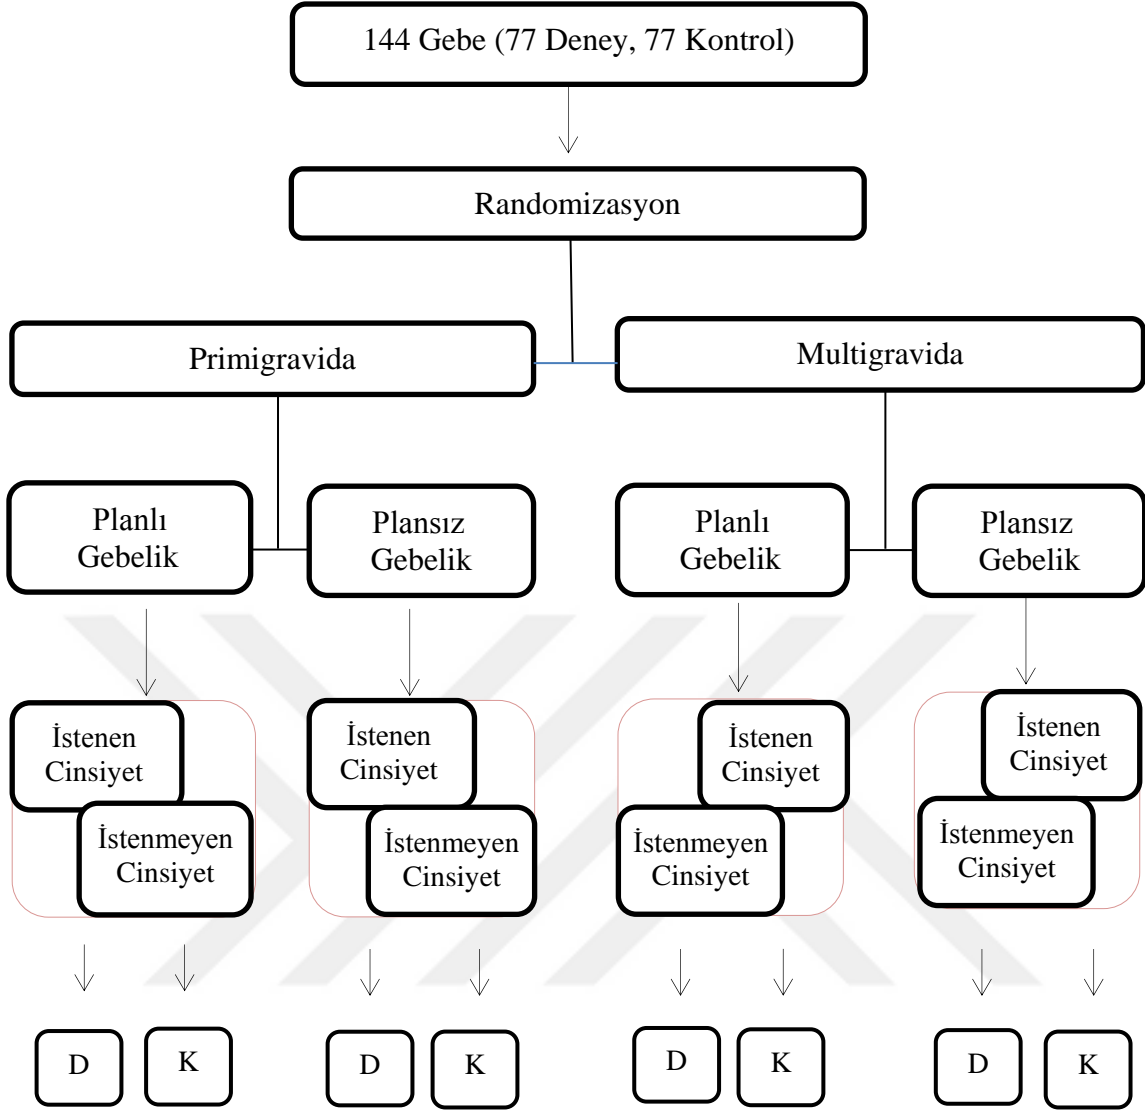 144 Gebe (77 Deney, 77 Kontrol)
Randomizasyon
Primigravida
Multigravida
Planlı
Gebelik
Plansız
Gebelik
Planlı
Gebelik
Plansız
Gebelik
İstenen
Cinsiyet
İstenmeyen
Cinsiyet
İstenen
Cinsiyet
İstenmeyen
Cinsiyet
İstenen
Cinsiyet
İstenmeyen
Cinsiyet
İstenen
Cinsiyet
İstenmeyen
Cinsiyet
D
K
D
K
D
K
D
K